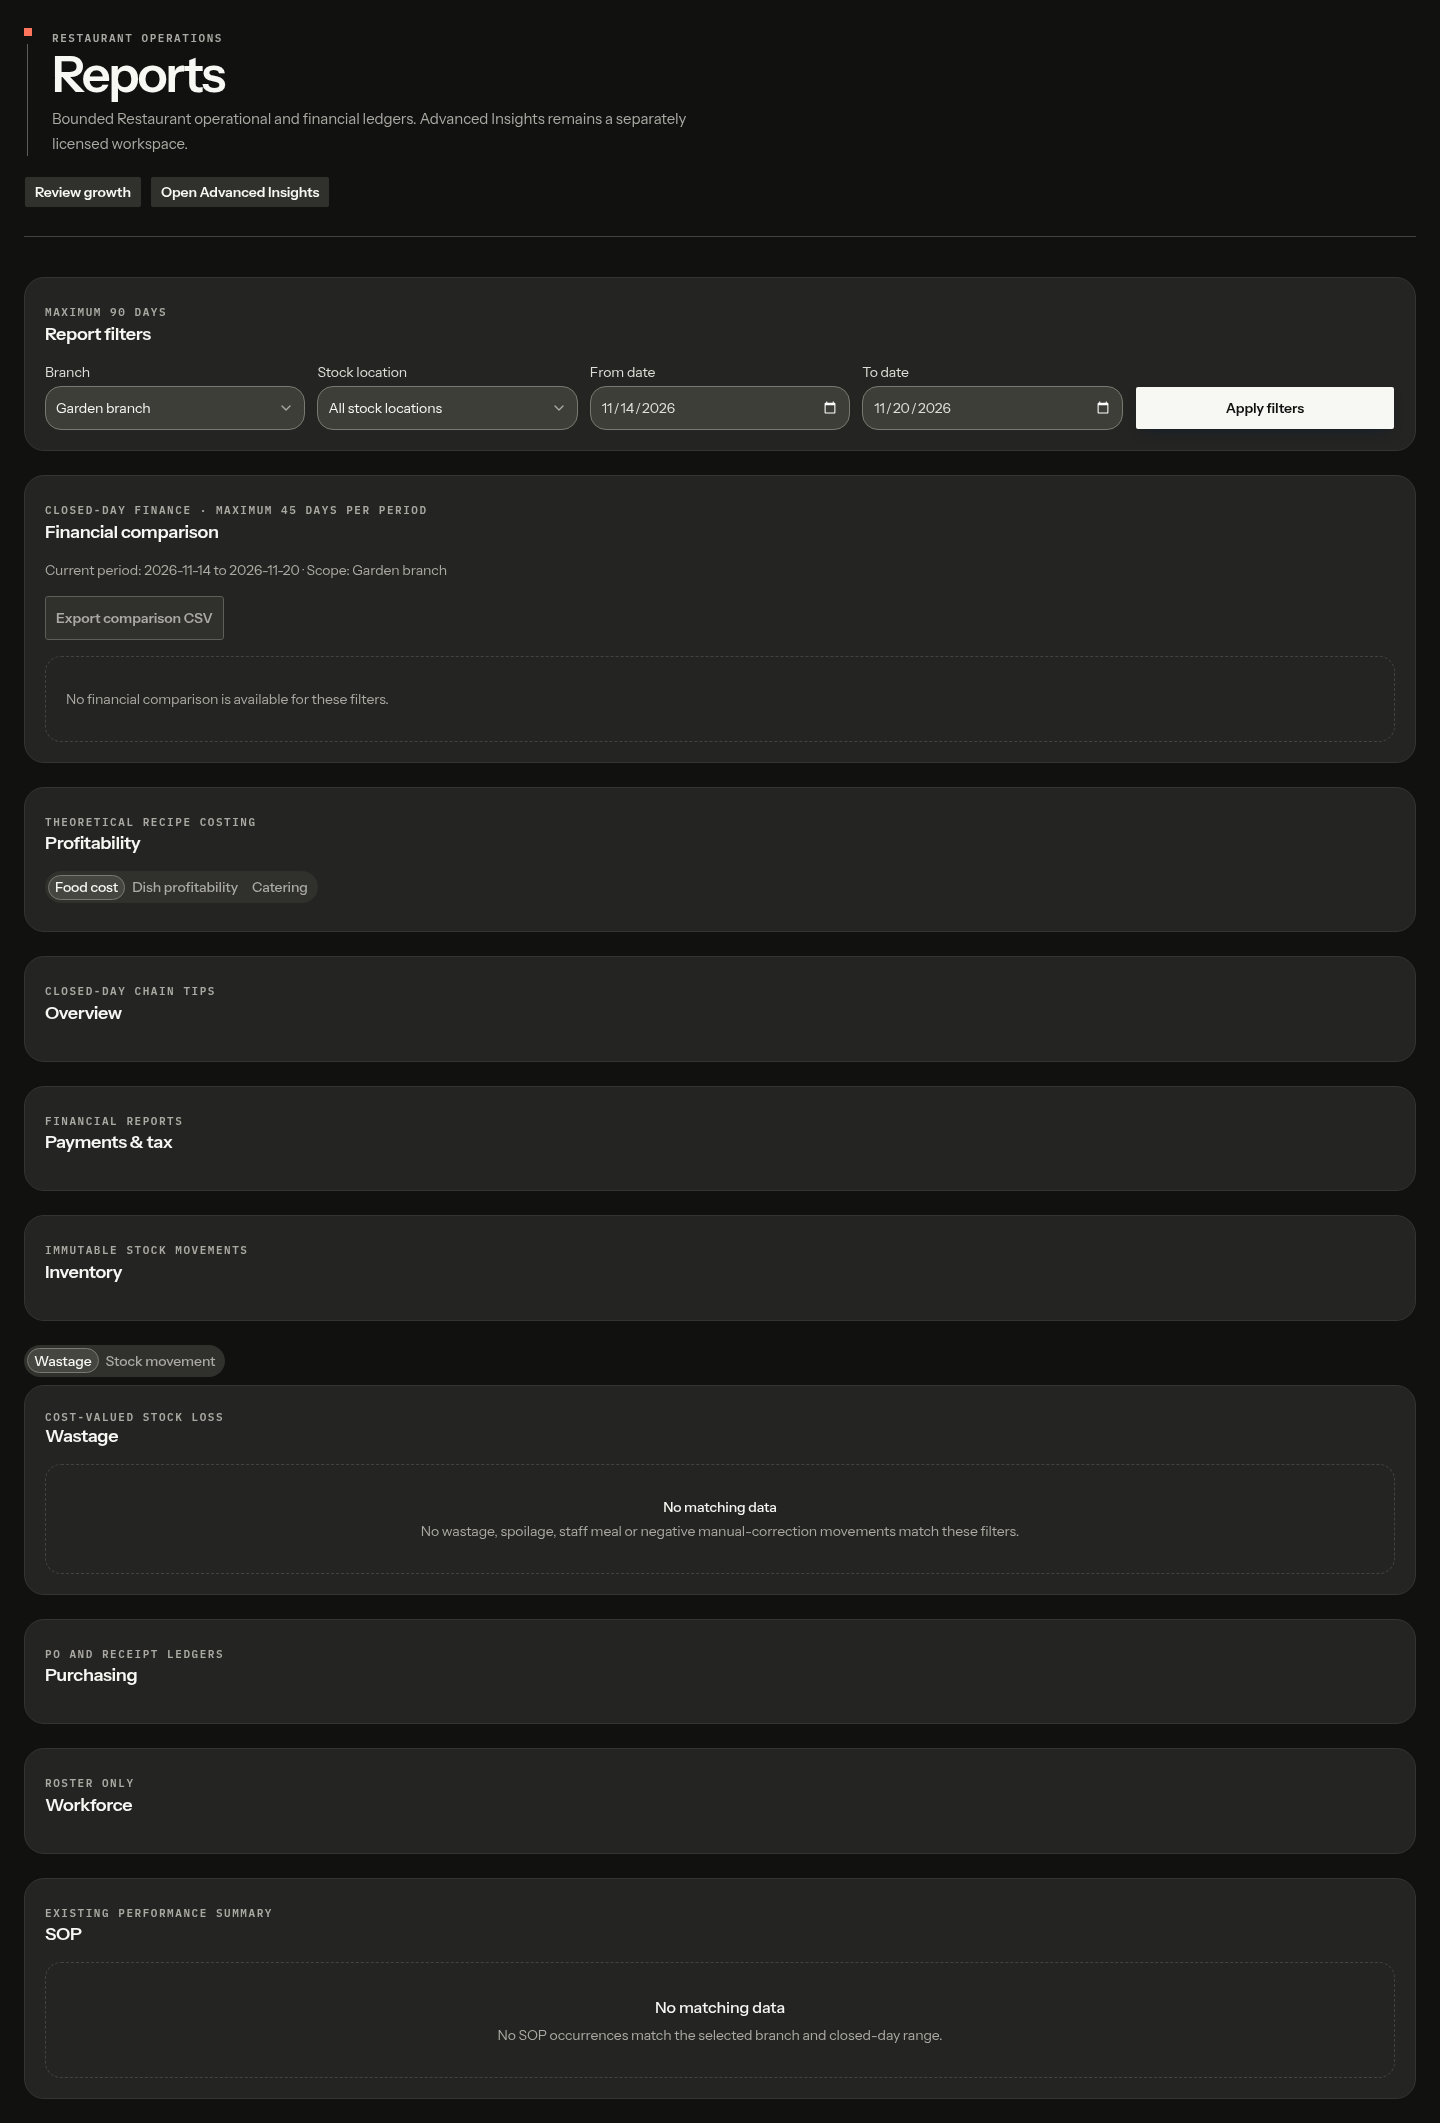 RESTAURANT OPERATIONS
Reports
Bounded Restaurant operational and financial ledgers. Advanced Insights remains a separately
licensed workspace.
Review growth Open Advanced Insights
MAXIMUM 90 DAYS
Report filters
Branch Stock location From date To date
Garden branch All stock locations 11/14/2026 11/20/2026 Apply filters
CLOSED-DAY FINANCE · MAXIMUM 45 DAYS PER PERIOD
Financial comparison
Current period: 2026-11-14 to 2026-11-20 · Scope: Garden branch
Export comparison CSV
No financial comparison is available for these filters.
THEORETICAL RECIPE COSTING
Profitability
Food cost Dish profitability Catering
CLOSED-DAY CHAIN TIPS
Overview
FINANCIAL REPORTS
Payments & tax
IMMUTABLE STOCK MOVEMENTS
Inventory
Wastage Stock movement
COST-VALUED STOCK LOSS
Wastage
No matching data
No wastage, spoilage, staff meal or negative manual-correction movements match these filters.
PO AND RECEIPT LEDGERS
Purchasing
ROSTER ONLY
Workforce
EXISTING PERFORMANCE SUMMARY
SOP
No matching data
No SOP occurrences match the selected branch and closed-day range.